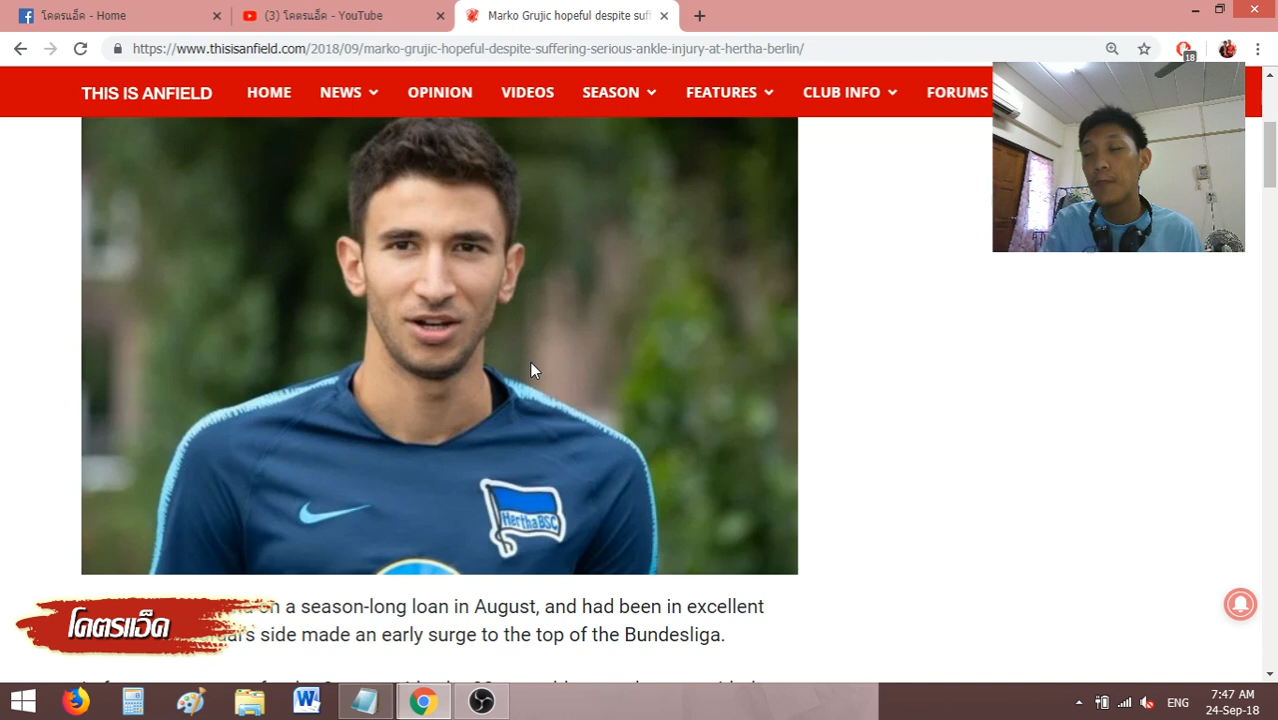 โคตรแอ็ด - Home
(3) โคตรแอ็ด - YouTube
Marko Grujic hopeful despite suff
https://www.thisisanfield.com/2018/09/marko-grujic-hopeful-despite-suffering-serious-ankle-injury-at-hertha-berlin/
18
THIS IS ANFIELD HOME NEWS OPINION VIDEOS SEASON FEATURES CLUB INFO FORUMS
Hertha BSC
on a season-long loan in August, and had been in excellent
side made an early surge to the top of the Bundesliga.
โคตรแอ็ด
ENG
7:47 AM
24-Sep-18